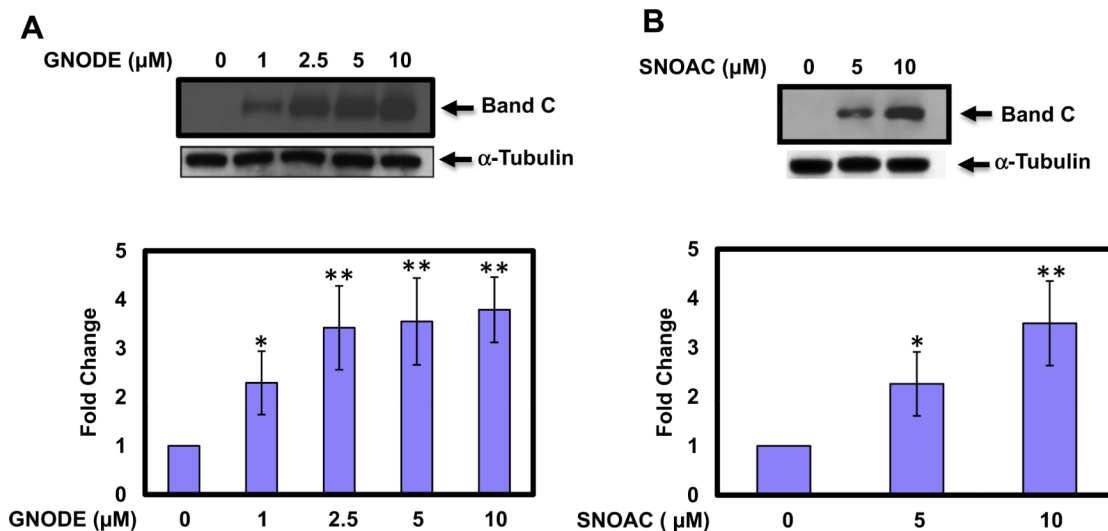 A
GNODE (µM) 0 1 2.5 5 10
Band C
α-Tubulin
5
4
3
2
1
0
Fold Change
*
**
**
**
GNODE (µM) 0 1 2.5 5 10
B
SNOAC (µM) 0 5 10
Band C
α-Tubulin
5
4
3
2
1
0
Fold Change
*
**
SNOAC ( µM) 0 5 10